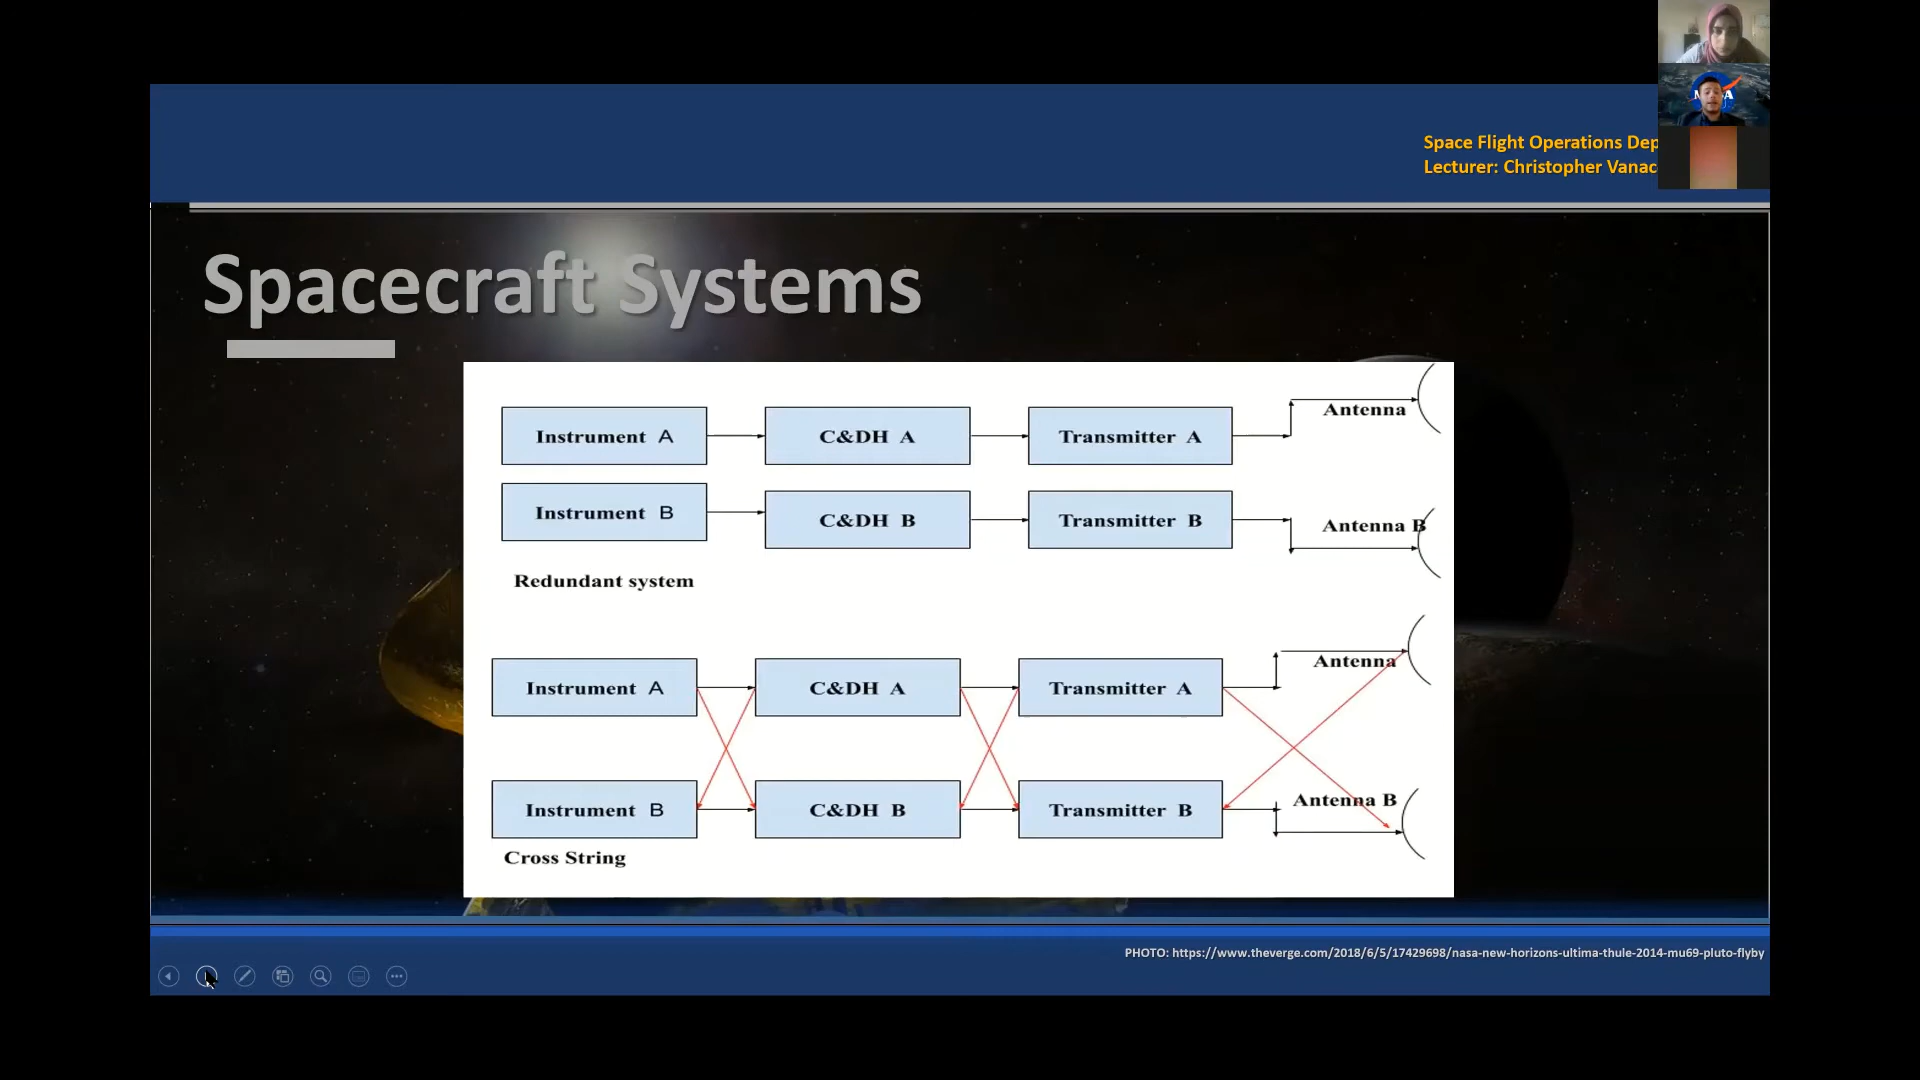 Space Flight Operations Dep
Lecturer: Christopher Vanac
Spacecraft Systems
Instrument A
C&DH A
Transmitter A
Antenna
Instrument B
C&DH B
Transmitter B
Antenna B
Redundant system
Instrument A
C&DH A
Transmitter A
Antenna
Instrument B
C&DH B
Transmitter B
Antenna B
Cross String
PHOTO: https://www.theverge.com/2018/6/5/17429698/nasa-new-horizons-ultima-thule-2014-mu69-pluto-flyby